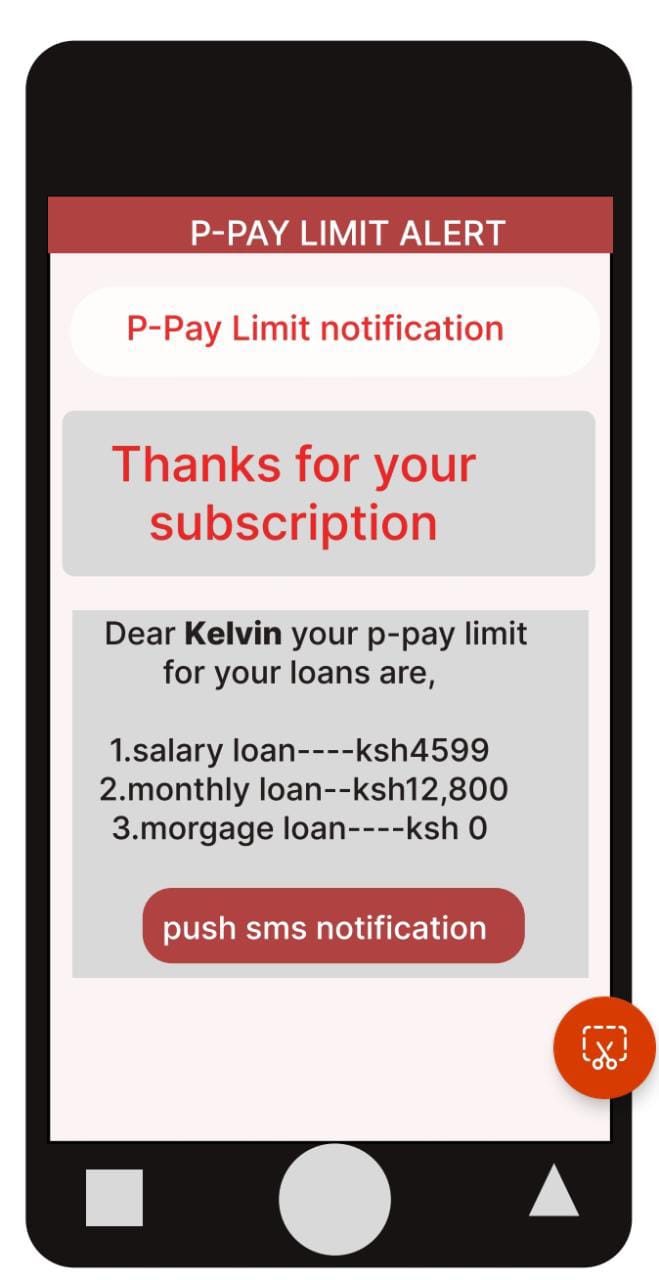 P-PAY LIMIT ALERT
P-Pay Limit notification
Thanks for your
subscription
Dear Kelvin your p-pay limit
for your loans are,
1.salary loan----ksh4599
2.monthly loan--ksh12,800
3.morgage loan----ksh 0
push sms notification